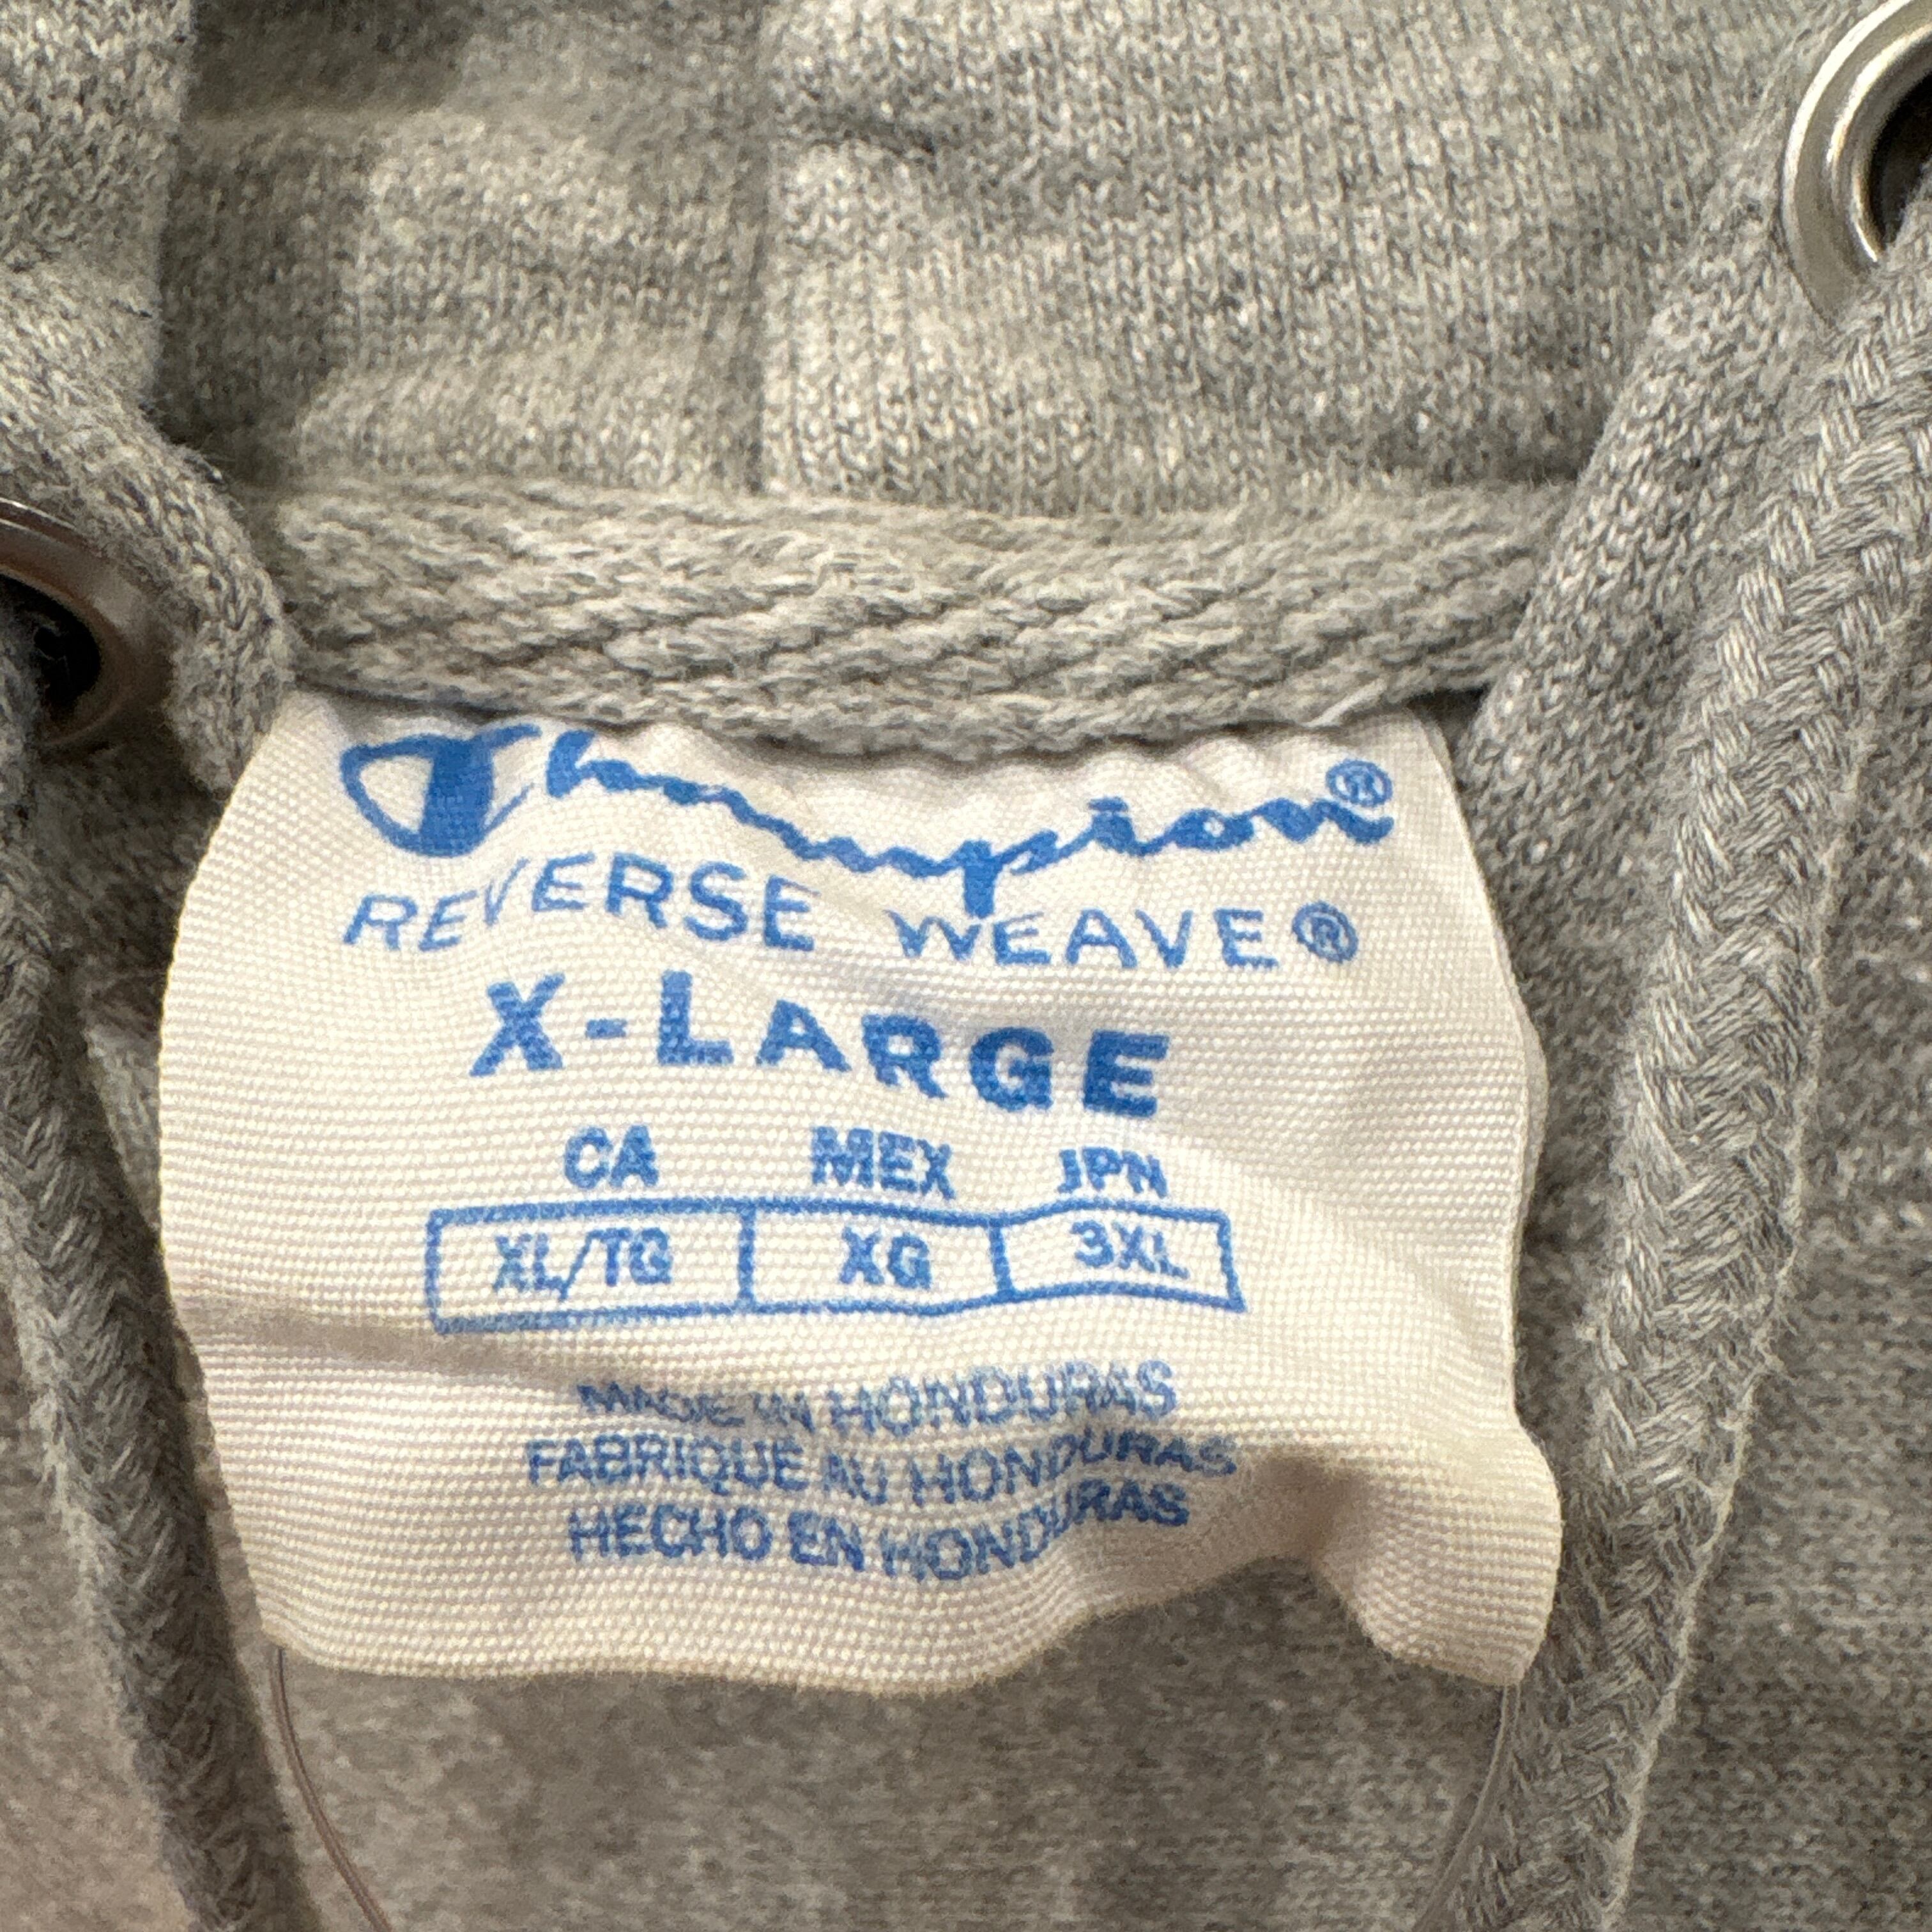 Champion®
REVERSE WEAVE®
X-LARGE
CA MEX JPN
XL/TG XG 3XL
MADE IN HONDURAS
FABRIQUÉ AU HONDURAS
HECHO EN HONDURAS